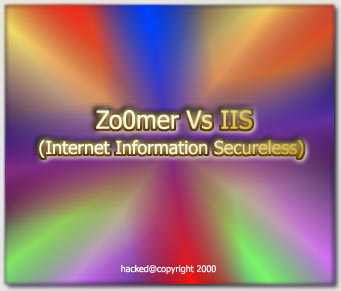 Zo0mer Vs IIS
(Internet Information Secureless)
hacked@copyright 2000